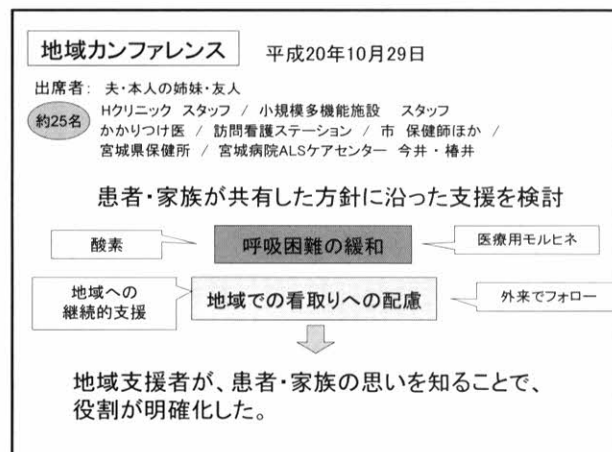 地域カンファレンス 平成20年10月29日
出席者: 夫・本人の姉妹・友人
約25名
Hクリニック スタッフ / 小規模多機能施設 スタッフ
かかりつけ医 / 訪問看護ステーション / 市 保健師ほか /
宮城県保健所 / 宮城病院ALSケアセンター 今井・椿井
患者・家族が共有した方針に沿った支援を検討
酸素
呼吸困難の緩和
医療用モルヒネ
地域への
継続的支援
地域での看取りへの配慮
外来でフォロー
地域支援者が、患者・家族の思いを知ることで、
役割が明確化した。